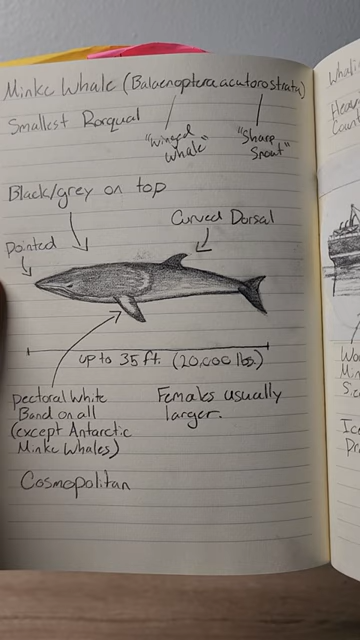 Minke Whale (Balaenoptera acutorostrata)
Smallest Rorqual
"Winged
Whale"
"Sharp
Snout"
Black/grey on top
Curved Dorsal
Pointed
up to 35 ft. (20,000 lbs.)
pectoral White
Band on all
(except Antarctic
Minke Whales)
Females usually
larger.
Cosmopolitan